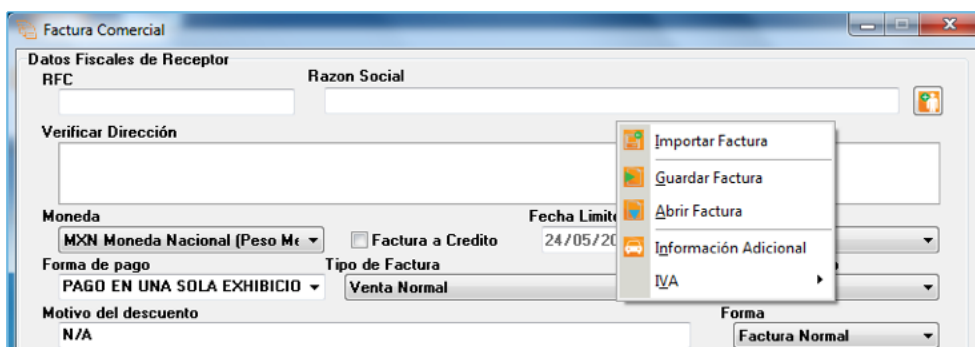 Factura Comercial
Datos Fiscales de Receptor
RFC Razon Social
Verificar Dirección
Importar Factura
Guardar Factura
Abrir Factura
Información Adicional
IVA
Moneda Fecha Limite
MXN Moneda Nacional (Peso Me Factura a Credito 24/05/20
Forma de pago Tipo de Factura
PAGO EN UNA SOLA EXHIBICIO Venta Normal
Motivo del descuento Forma
N/A Factura Normal